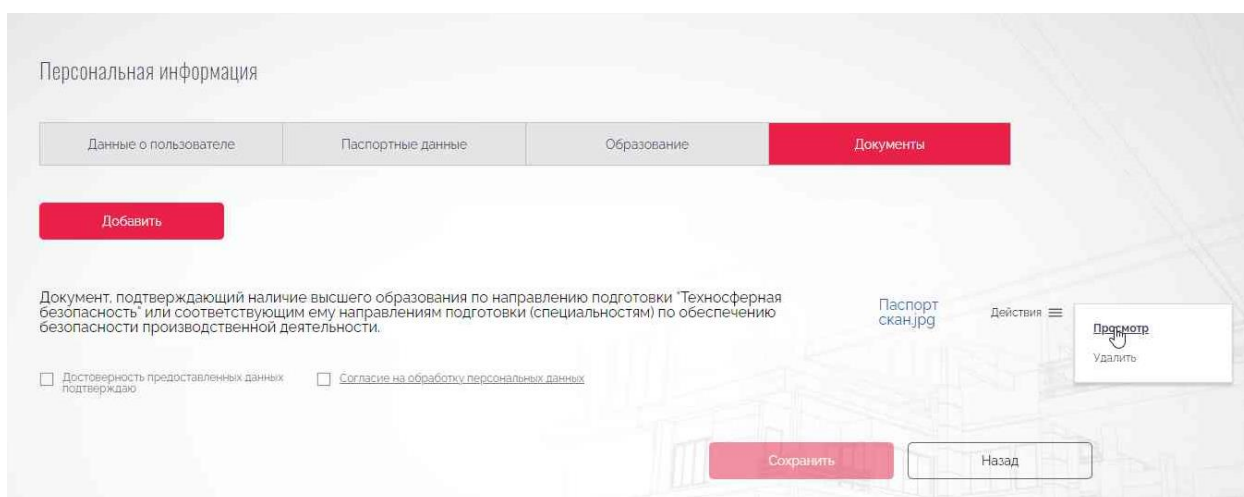 Персональная информация
Данные о пользователе
Паспортные данные
Образование
Документы
Добавить
Документ, подтверждающий наличие высшего образования по направлению подготовки "Техносферная
безопасность" или соответствующим ему направлениям подготовки (специальностям) по обеспечению
безопасности производственной деятельности.
Паспорт
скан.jpg
Действия
Просмотр
Удалить
Достоверность предоставленных данных
подтверждаю
Согласие на обработку персональных данных
Сохранить
Назад